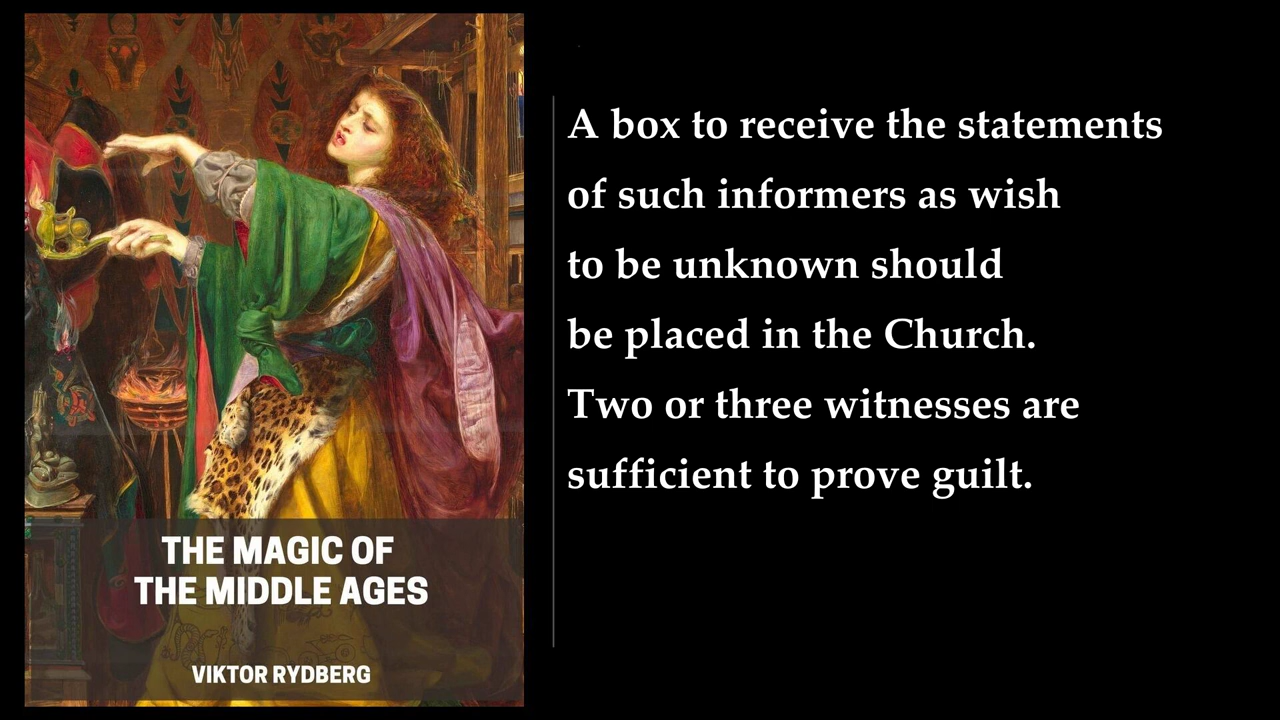 THE MAGIC OF
THE MIDDLE AGES
VIKTOR RYDBERG
A box to receive the statements
of such informers as wish
to be unknown should
be placed in the Church.
Two or three witnesses are
sufficient to prove guilt.